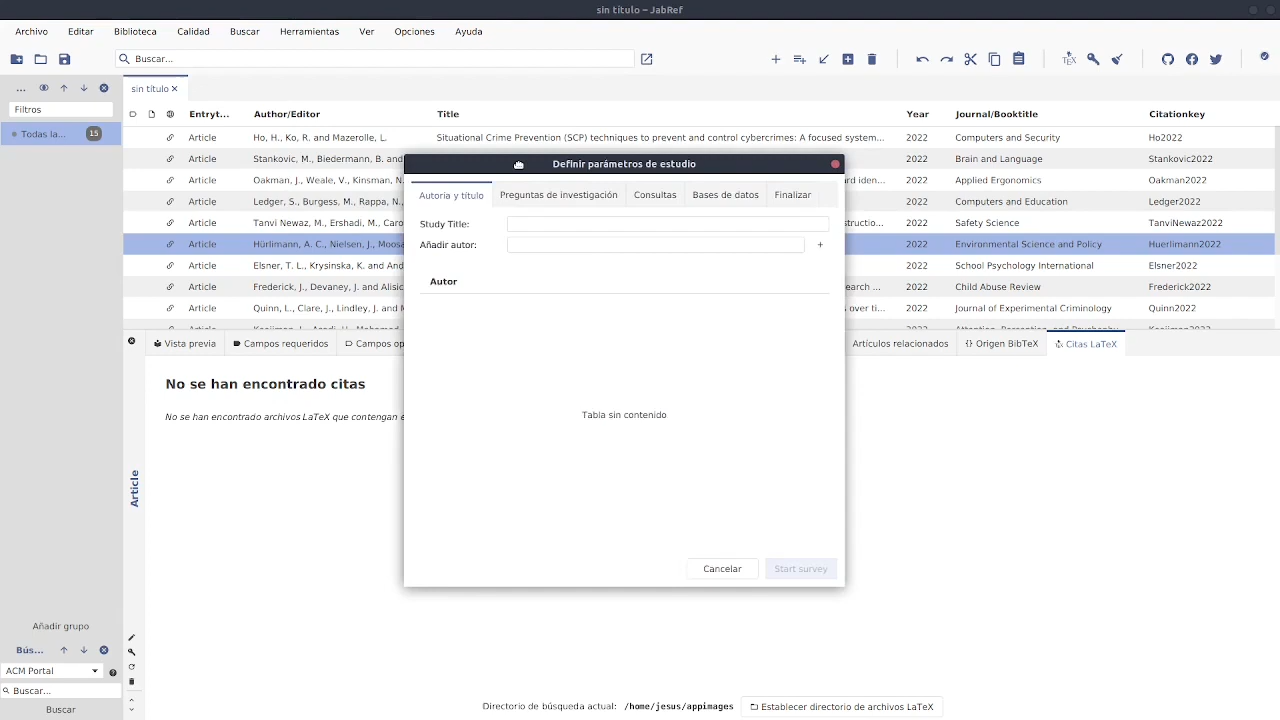 sin título – JabRef
Archivo Editar Biblioteca Calidad Buscar Herramientas Ver Opciones Ayuda
Buscar...
sin título
Filtros
Todas la... 15
Entryt... Author/Editor Title Year Journal/Booktitle Citationkey
Article Ho, H., Ko, R. and Mazerolle, L. Situational Crime Prevention (SCP) techniques to prevent and control cybercrimes: A focused system... 2022 Computers and Security Ho2022
Article Stankovic, M., Biedermann, B. and 2022 Brain and Language Stankovic2022
Article Oakman, J., Weale, V., Kinsman, N. ard iden... 2022 Applied Ergonomics Oakman2022
Article Ledger, S., Burgess, M., Rappa, N., 2022 Computers and Education Ledger2022
Article Tanvi Newaz, M., Ershadi, M., Caro structio... 2022 Safety Science TanviNewaz2022
Article Hürlimann, A. C., Nielsen, J., Moosa 2022 Environmental Science and Policy Huerlimann2022
Article Elsner, T. L., Krysinska, K. and And 2022 School Psychology International Elsner2022
Article Frederick, J., Devaney, J. and Alisic earch ... 2022 Child Abuse Review Frederick2022
Article Quinn, L., Clare, J., Lindley, J. and M over ti... 2022 Journal of Experimental Criminology Quinn2022
Definir parámetros de estudio
Autoría y título Preguntas de investigación Consultas Bases de datos Finalizar
Study Title:
Añadir autor: +
Autor
Tabla sin contenido
Cancelar Start survey
Vista previa Campos requeridos Campos op Artículos relacionados {} Origen BibTeX Citas LaTeX
No se han encontrado citas
No se han encontrado archivos LaTeX que contengan e
Article
Añadir grupo
Bús...
ACM Portal
Buscar...
Buscar
Directorio de búsqueda actual: /home/jesus/appimages Establecer directorio de archivos LaTeX